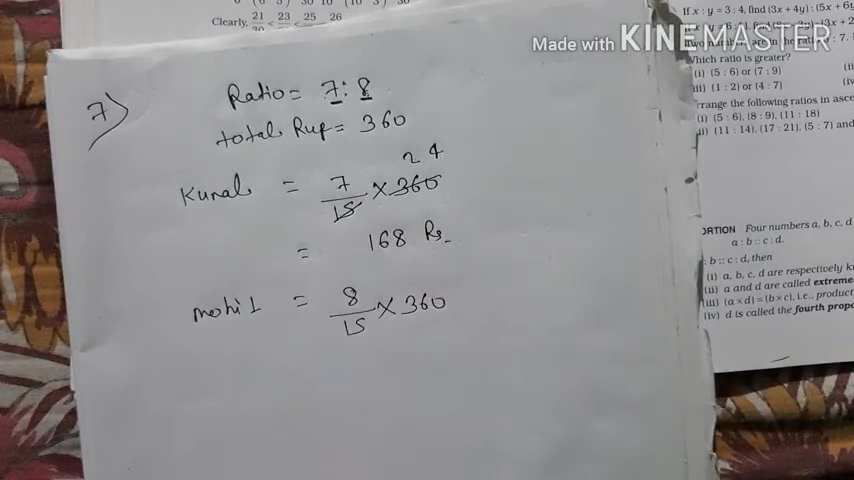 Clearly, 21 23 25 26
Made with KINEMASTER
7)
Ratio = 7 : 8
total Rup = 360
2 4
Kunal = 7/15 × 360
= 168 Rs.
mohit = 8/15 × 360
If x : y = 3 : 4, find (3x + 4y) : (5x + 6y
Which ratio is greater?
(i) (5 : 6) or (7 : 9)
(iii) (1 : 2) or (4 : 7)
rrange the following ratios in asce
(i) (5 : 6), (8 : 9), (11 : 18)
(11 : 14), (17 : 21), (5 : 7) and
ORTION Four numbers a, b, c, d
a : b :: c : d.
: b :: c : d, then
(i) a, b, c, d are respectively k
(ii) a and d are called extreme
(iii) (a × d) = (b × c), i.e., product
(iv) d is called the fourth propo